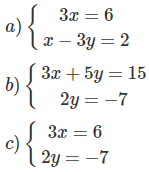 a) { 3x = 6
x − 3y = 2
b) { 3x + 5y = 15
2y = −7
c) { 3x = 6
2y = −7